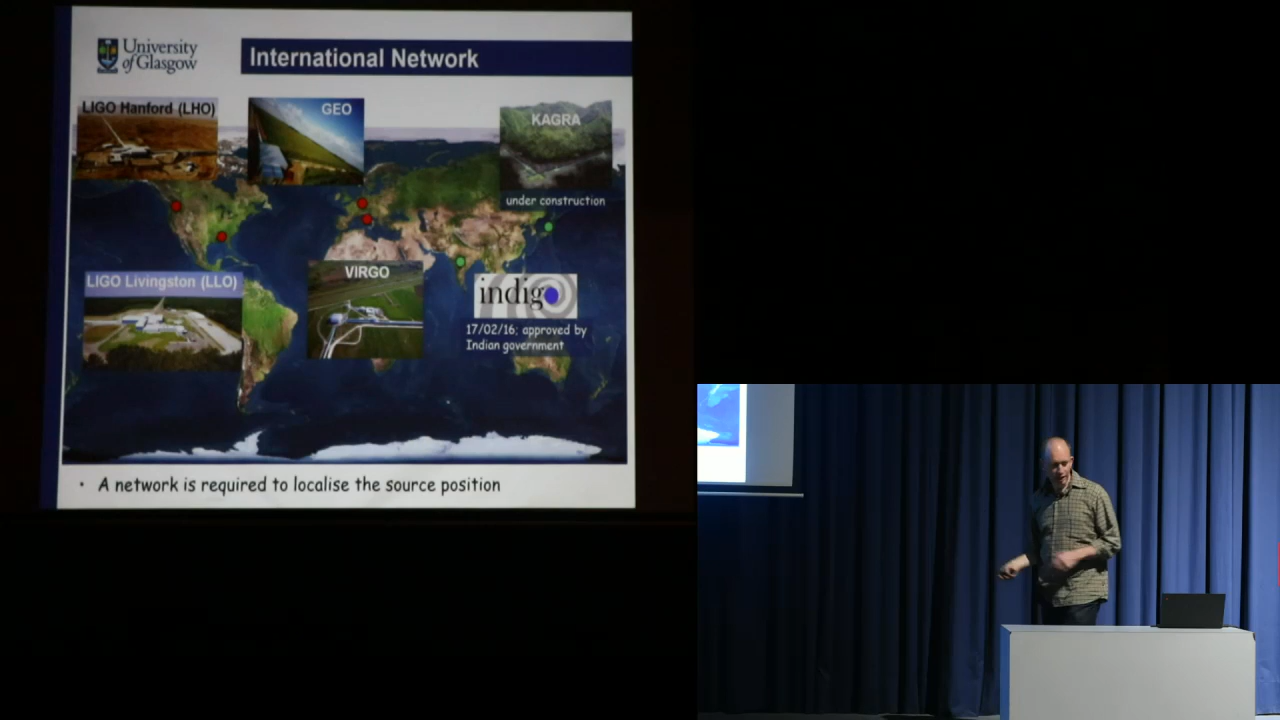 University
of Glasgow
International Network
LIGO Hanford (LHO)
GEO
KAGRA
under construction
LIGO Livingston (LLO)
VIRGO
indigo
17/02/16; approved by
Indian government
• A network is required to localise the source position